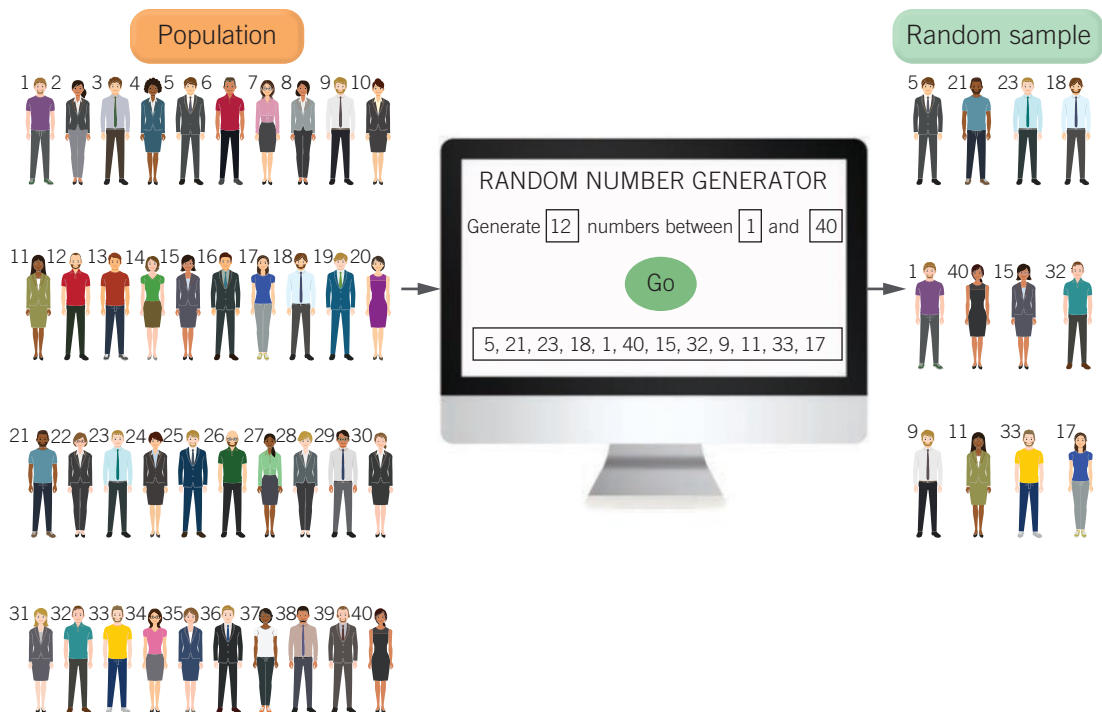 Population
Random sample
1 2 3 4 5 6 7 8 9 10
5 21 23 18
RANDOM NUMBER GENERATOR
Generate 12 numbers between 1 and 40
Go
5, 21, 23, 18, 1, 40, 15, 32, 9, 11, 33, 17
11 12 13 14 15 16 17 18 19 20
1 40 15 32
21 22 23 24 25 26 27 28 29 30
9 11 33 17
31 32 33 34 35 36 37 38 39 40